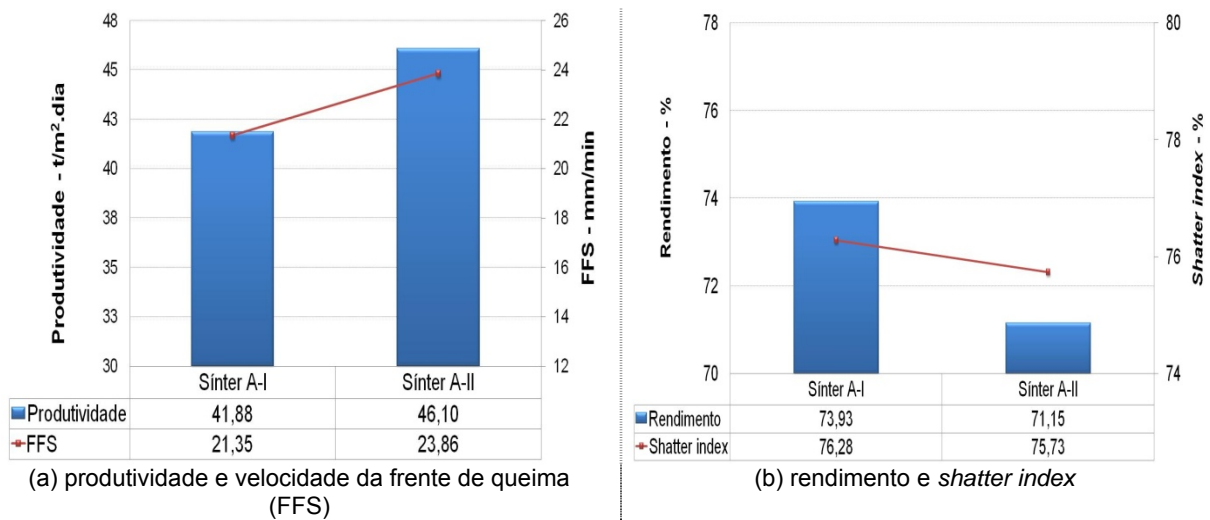 48
45
43
40
38
35
33
30
Produtividade - t/m².dia
26
24
22
20
18
16
14
12
FFS - mm/min
Sínter A-I Sínter A-II
Produtividade 41,88 46,10
FFS 21,35 23,86
(a) produtividade e velocidade da frente de queima
(FFS)
78
76
74
72
70
Rendimento - %
80
78
76
74
Shatter index - %
Sínter A-I Sínter A-II
Rendimento 73,93 71,15
Shatter index 76,28 75,73
(b) rendimento e shatter index